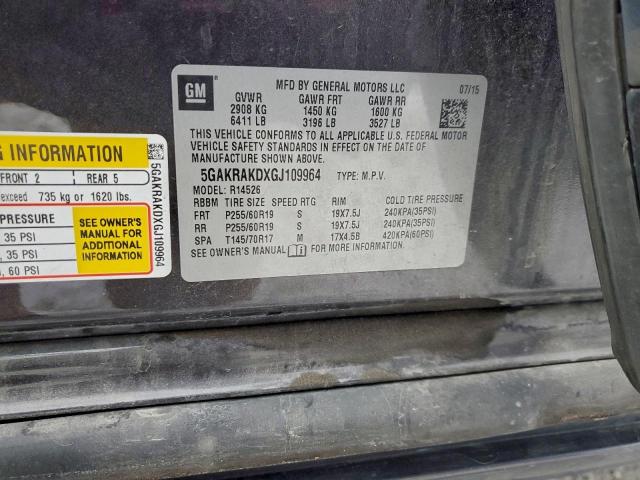 GM
MFD BY GENERAL MOTORS LLC 07/15
GVWR GAWR FRT GAWR RR
2908 KG 1450 KG 1600 KG
6411 LB 3196 LB 3527 LB
THIS VEHICLE CONFORMS TO ALL APPLICABLE U.S. FEDERAL MOTOR
VEHICLE SAFETY STANDARDS IN EFFECT ON THE DATE OF
MANUFACTURE SHOWN ABOVE.
5GAKRAKDXGJ109964 TYPE: M.P.V.
MODEL: R14526
RBBM TIRE SIZE SPEED RTG RIM COLD TIRE PRESSURE
FRT P255/60R19 S 19X7.5J 240KPA(35PSI)
RR P255/60R19 S 19X7.5J 240KPA(35PSI)
SPA T145/70R17 M 17X4.5B 420KPA(60PSI)
SEE OWNER'S MANUAL FOR MORE INFORMATION.
G INFORMATION
FRONT 2 REAR 5
exceed 735 kg or 1620 lbs.
PRESSURE
35 PSI
35 PSI
60 PSI
SEE OWNER'S
MANUAL FOR
ADDITIONAL
INFORMATION
5GAKRAKDXGJ109964